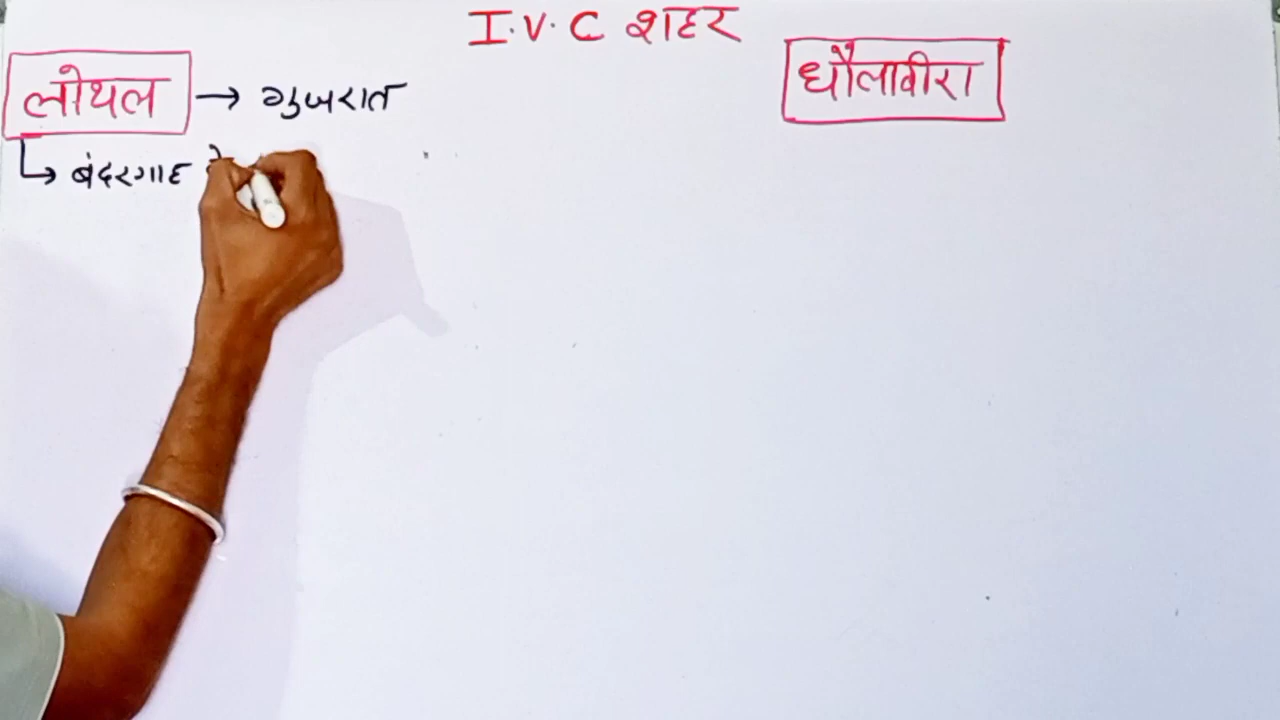 I.V.C शहर
लोथल → गुजरात
धौलावीरा
↳ बंदरगाह